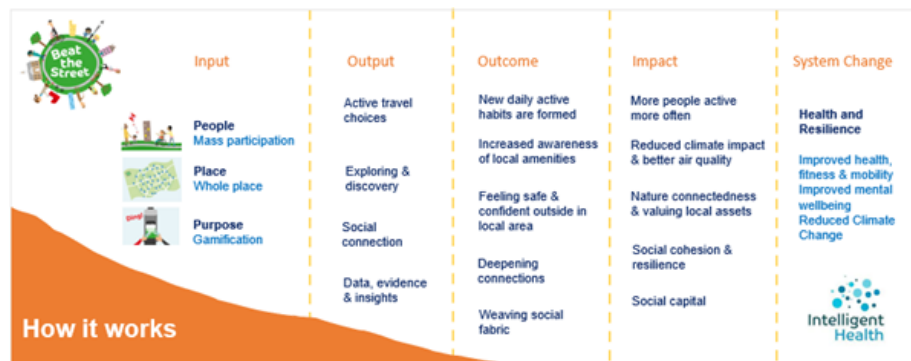 Beat
the
Street
Input
Output
Outcome
Impact
System Change
People
Mass participation
Place
Whole place
Ding!
Purpose
Gamification
Active travel
choices
Exploring &
discovery
Social
connection
Data, evidence
& insights
New daily active
habits are formed
Increased awareness
of local amenities
Feeling safe &
confident outside in
local area
Deepening
connections
Weaving social
fabric
More people active
more often
Reduced climate impact
& better air quality
Nature connectedness
& valuing local assets
Social cohesion &
resilience
Social capital
Health and
Resilience
Improved health,
fitness & mobility
Improved mental
wellbeing
Reduced Climate
Change
How it works
Intelligent
Health